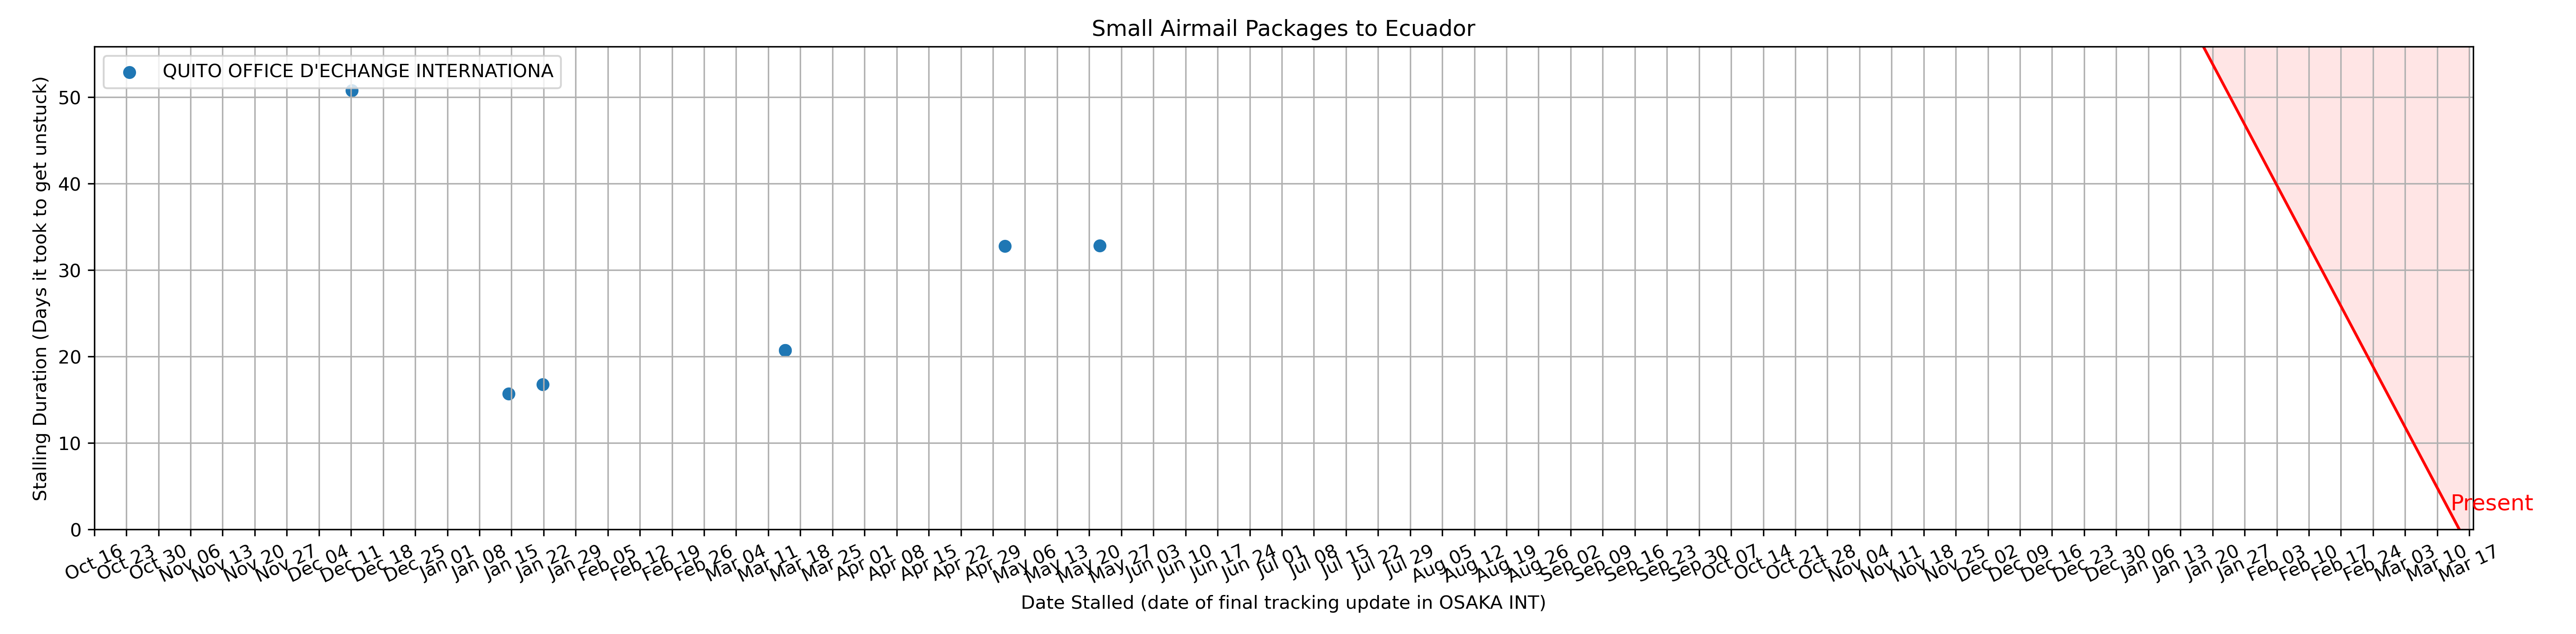 Small Airmail Packages to Ecuador
QUITO OFFICE D'ECHANGE INTERNATIONA
Stalling Duration (Days it took to get unstuck)
50
40
30
20
10
0
Present
Oct 16
Oct 23
Oct 30
Nov 06
Nov 13
Nov 20
Nov 27
Dec 04
Dec 11
Dec 18
Dec 25
Jan 01
Jan 08
Jan 15
Jan 22
Jan 29
Feb 05
Feb 12
Feb 19
Feb 26
Mar 04
Mar 11
Mar 18
Mar 25
Apr 01
Apr 08
Apr 15
Apr 22
Apr 29
May 06
May 13
May 20
May 27
Jun 03
Jun 10
Jun 17
Jun 24
Jul 01
Jul 08
Jul 15
Jul 22
Jul 29
Aug 05
Aug 12
Aug 19
Aug 26
Sep 02
Sep 09
Sep 16
Sep 23
Sep 30
Oct 07
Oct 14
Oct 21
Oct 28
Nov 04
Nov 11
Nov 18
Nov 25
Dec 02
Dec 09
Dec 16
Dec 23
Dec 30
Jan 06
Jan 13
Jan 20
Jan 27
Feb 03
Feb 10
Feb 17
Feb 24
Mar 03
Mar 10
Mar 17
Date Stalled (date of final tracking update in OSAKA INT)